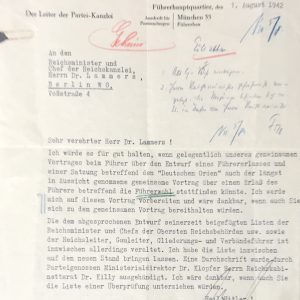 Der Leiter der Partei-Kanzlei
Führerhauptquartier, den 1. August 1942
Anschrift für
München 33
Führerbau
Geheim
An den
Reichsminister und
Chef der Reichskanzlei,
Herrn Dr. Lammers,
Berlin W8,
Voßstraße 4
Sehr verehrter Herr Dr. Lammers !
Ich würde es für gut halten, wenn gelegentlich unseres gemeinsamen
Vortrages beim Führer über den Entwurf eines Führererlasses und
einer Satzung betreffend den "Deutschen Orden" auch der längst
in Aussicht genommene gemeinsame Vortrag über einen Erlaß des
Führers betreffend die Führerwahl stattfinden könnte. Ich werde
mich auf diesen Vortrag vorbereiten und wäre dankbar, wenn auch Sie
sich zu dem gemeinsamen Vortrag bereithalten würden.
Die dem abgesprochenen Entwurf seinerzeit beigefügten Listen der
Reichsminister und Chefs der Obersten Reichsbehörden usw. sowie
der Reichsleiter, Gauleiter, Gliederungs- und Verbändeführer ist
inzwischen allerdings veraltet. Ich habe die Liste inzwischen auf
den neuen Stand bringen lassen. Eine Durchschrift wurde durch
Parteigenossen Ministerialdirektor Dr. Klopfer Herrn Reichskabi-
nettsrat Dr. Killy ausgehändigt. Ich wäre dankbar, wenn auch Sie
die Liste einer Überprüfung unterziehen würden.
Heil Hitler !